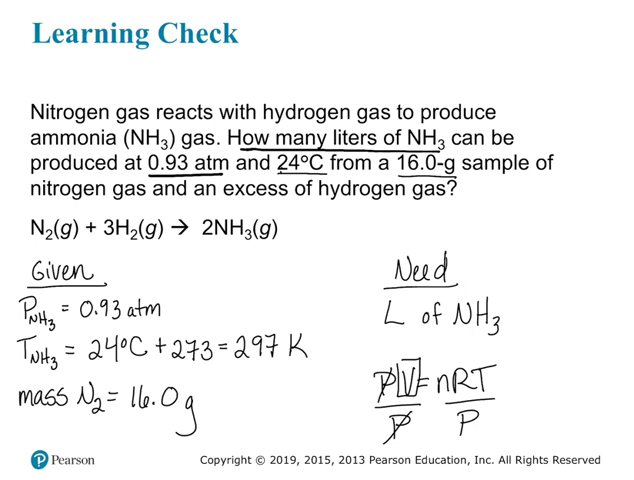 Learning Check
Nitrogen gas reacts with hydrogen gas to produce
ammonia (NH₃) gas. How many liters of NH₃ can be
produced at 0.93 atm and 24°C from a 16.0-g sample of
nitrogen gas and an excess of hydrogen gas?
N₂(g) + 3H₂(g) → 2NH₃(g)
Given
P_NH₃ = 0.93 atm
T_NH₃ = 24°C + 273 = 297 K
mass N₂ = 16.0 g
Need
L of NH₃
PV = nRT
P P
Pearson
Copyright © 2019, 2015, 2013 Pearson Education, Inc. All Rights Reserved